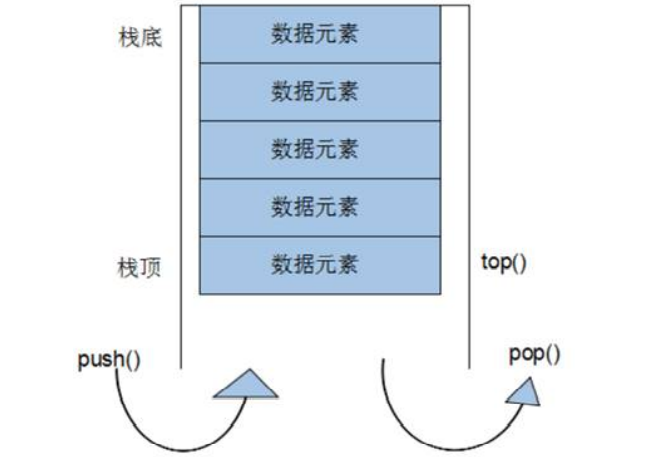 栈底
数据元素
数据元素
数据元素
数据元素
栈顶
数据元素
top()
push()
pop()